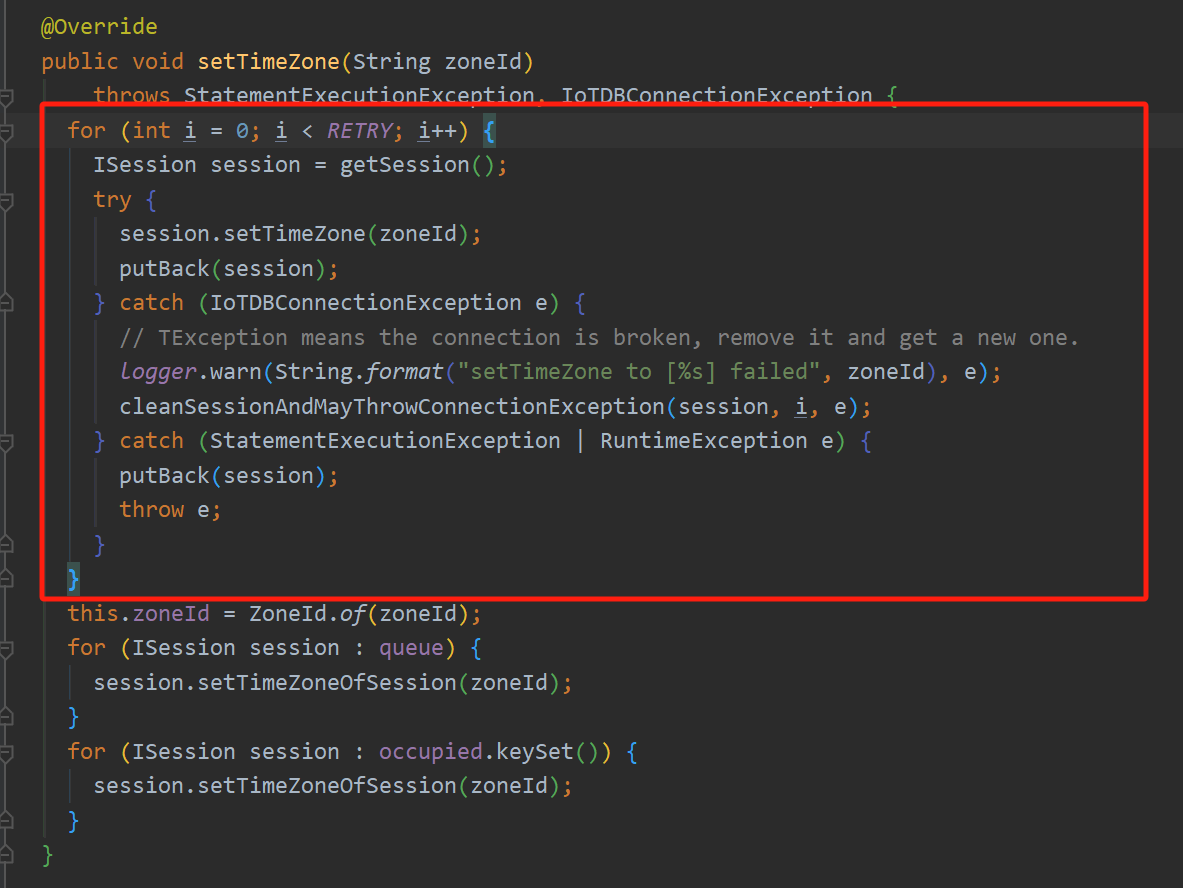 @Override
public void setTimeZone(String zoneId)
throws StatementExecutionException, IoTDBConnectionException {
for (int i = 0; i < RETRY; i++) {
ISession session = getSession();
try {
session.setTimeZone(zoneId);
putBack(session);
} catch (IoTDBConnectionException e) {
// TException means the connection is broken, remove it and get a new one.
logger.warn(String.format("setTimeZone to [%s] failed", zoneId), e);
cleanSessionAndMayThrowConnectionException(session, i, e);
} catch (StatementExecutionException | RuntimeException e) {
putBack(session);
throw e;
}
}
this.zoneId = ZoneId.of(zoneId);
for (ISession session : queue) {
session.setTimeZoneOfSession(zoneId);
}
for (ISession session : occupied.keySet()) {
session.setTimeZoneOfSession(zoneId);
}
}